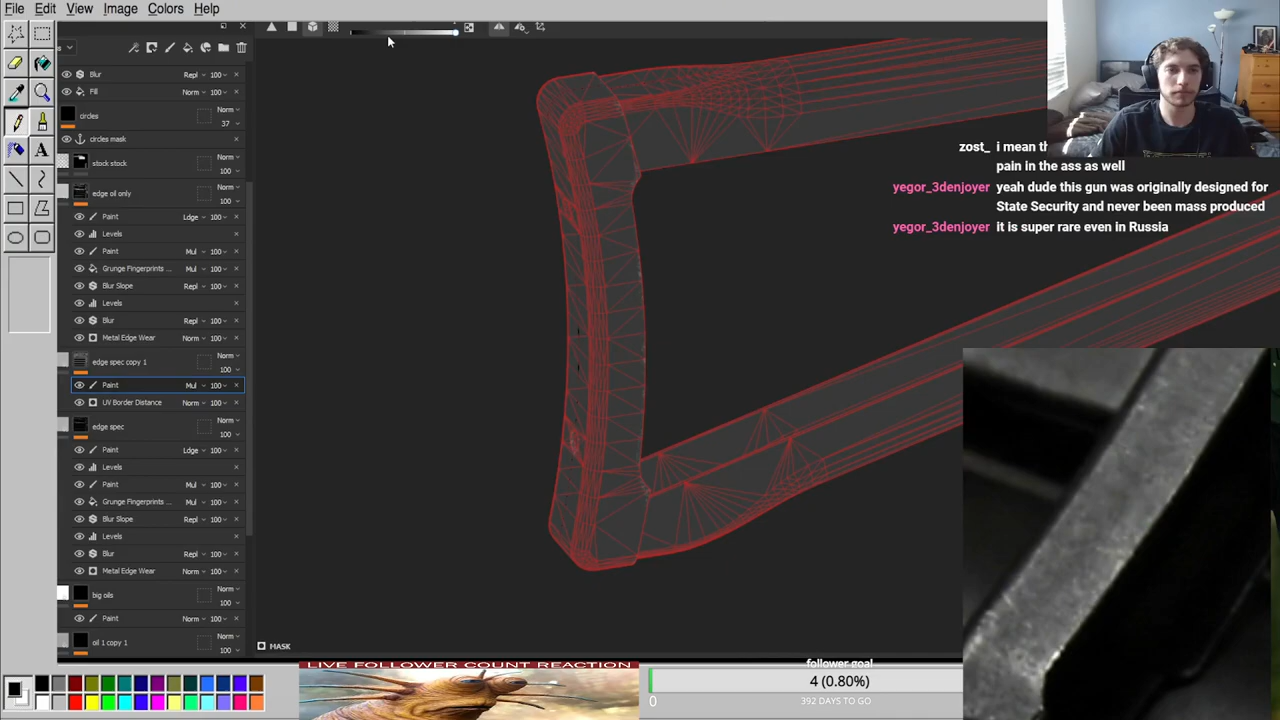 File Edit View Image Colors Help
s
Blur Repl 100
Fill Norm 100
circles Norm 37
circles mask
stock stock Norm 100
edge oil only Norm 100
Paint Ldge 100
Levels
Paint Mul 100
Grunge Fingerprints ... Mul 100
Blur Slope Repl 100
Levels
Blur Repl 100
Metal Edge Wear Norm 100
edge spec copy 1 Norm 100
Paint Mul 100
UV Border Distance Norm 100
edge spec Norm 100
Paint Ldge 100
Levels
Paint Mul 100
Grunge Fingerprints ... Mul 100
Blur Slope Repl 100
Levels
Blur Repl 100
Metal Edge Wear Norm 100
big oils Norm 100
Paint Norm 100
oil 1 copy 1 Norm 100
MASK
zost_ i mean th
pain in the ass as well
yegor_3denjoyer yeah dude this gun was originally designed for
State Security and never been mass produced
yegor_3denjoyer it is super rare even in Russia
LIVE FOLLOWER COUNT REACTION
follower goal
4 (0.80%)
0
392 DAYS TO GO